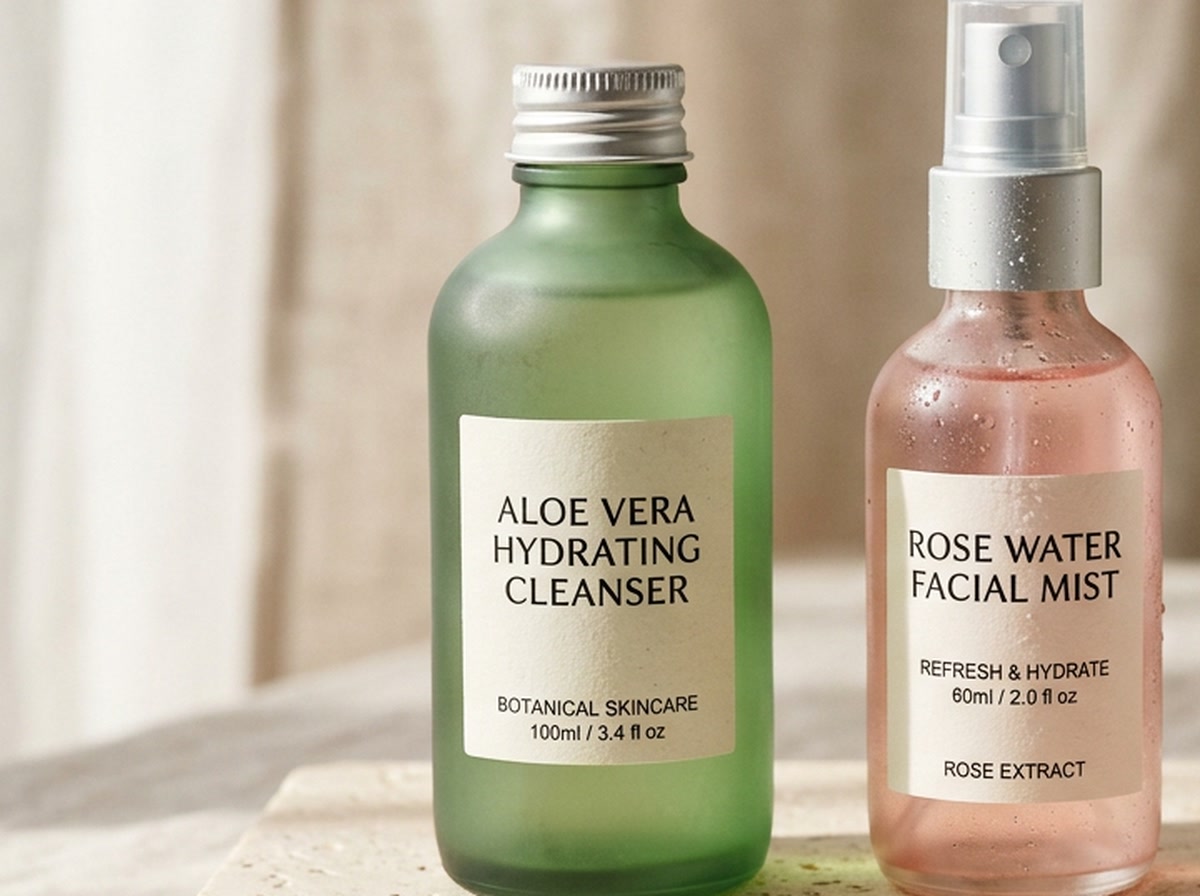 ALOE VERA
HYDRATING
CLEANSER
BOTANICAL SKINCARE
100ml / 3.4 fl oz
ROSE WATER
FACIAL MIST
REFRESH & HYDRATE
60ml / 2.0 fl oz
ROSE EXTRACT